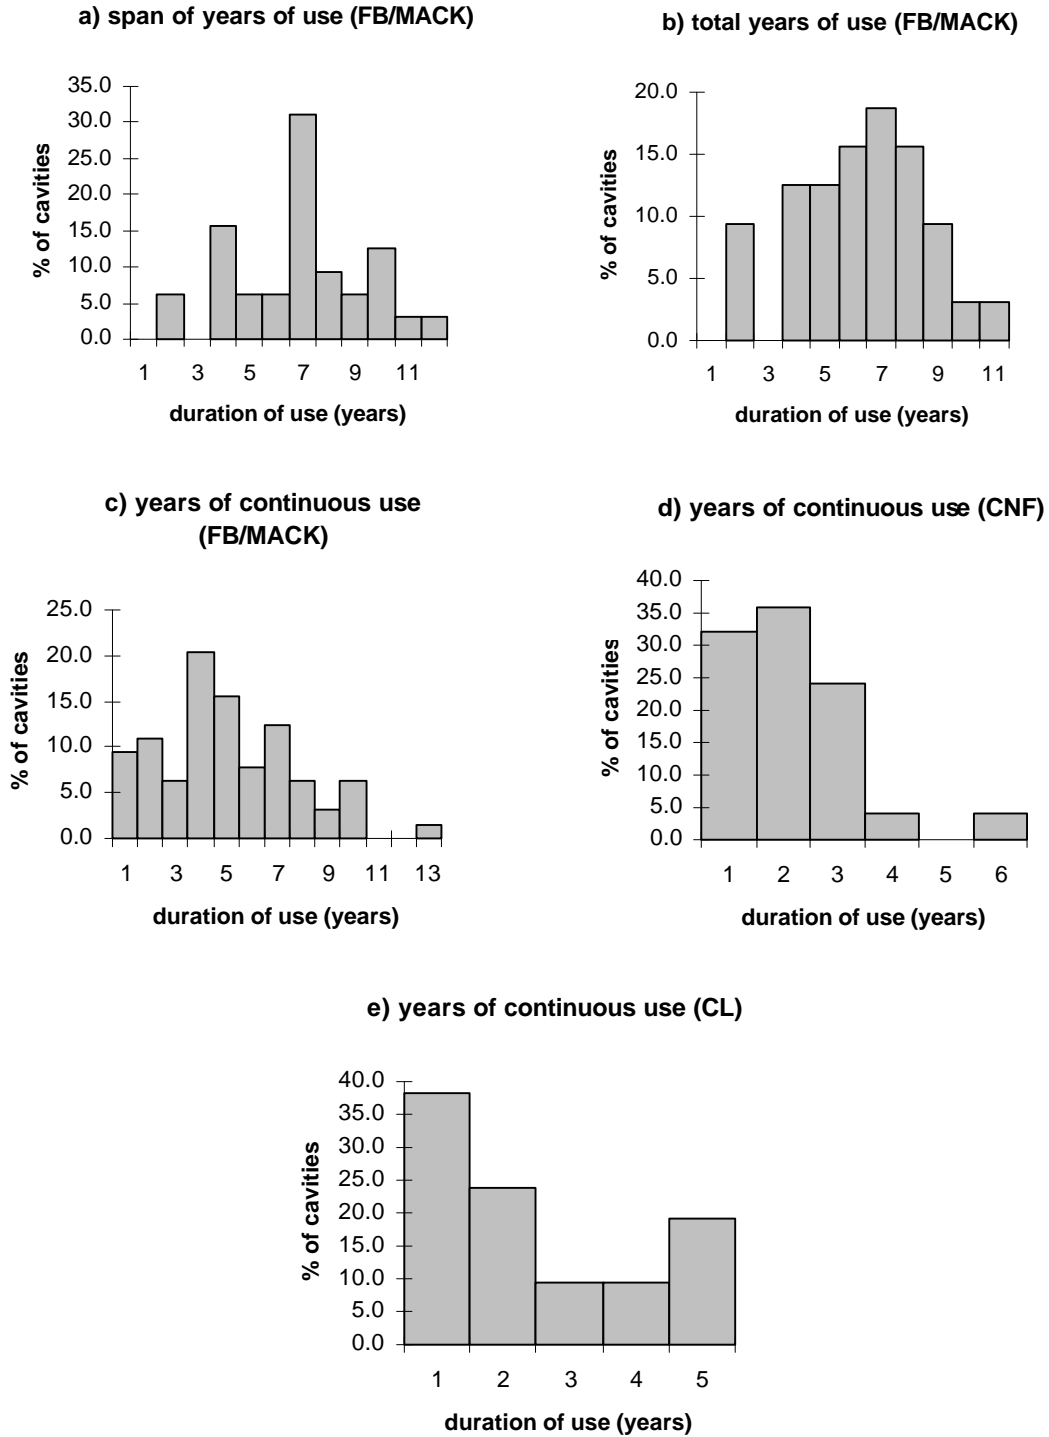 a) span of years of use (FB/MACK)
35.0
30.0
25.0
20.0
15.0
10.0
5.0
0.0
% of cavities
1 3 5 7 9 11
duration of use (years)
b) total years of use (FB/MACK)
20.0
15.0
10.0
5.0
0.0
% of cavities
1 3 5 7 9 11
duration of use (years)
c) years of continuous use
(FB/MACK)
25.0
20.0
15.0
10.0
5.0
0.0
% of cavities
1 3 5 7 9 11 13
duration of use (years)
d) years of continuous use (CNF)
40.0
35.0
30.0
25.0
20.0
15.0
10.0
5.0
0.0
% of cavities
1 2 3 4 5 6
duration of use (years)
e) years of continuous use (CL)
40.0
35.0
30.0
25.0
20.0
15.0
10.0
5.0
0.0
% of cavities
1 2 3 4 5
duration of use (years)